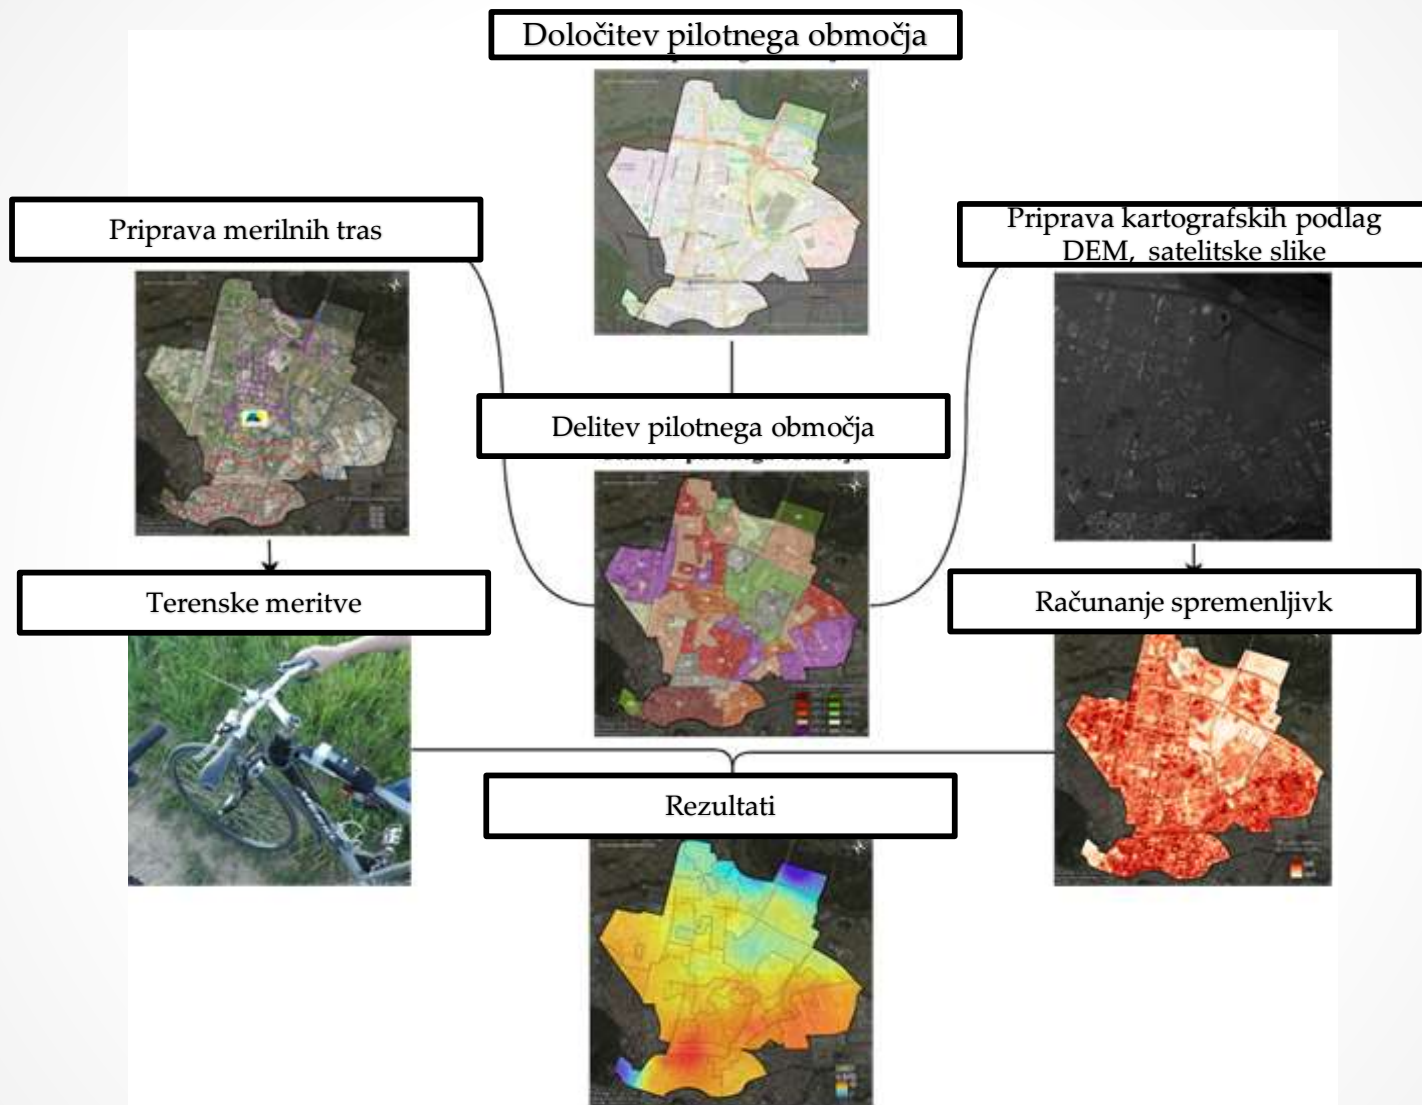 Določitev pilotnega območja
Priprava merilnih tras
Priprava kartografskih podlag
DEM, satelitske slike
Delitev pilotnega območja
Terenske meritve
Računanje spremenljivk
Rezultati